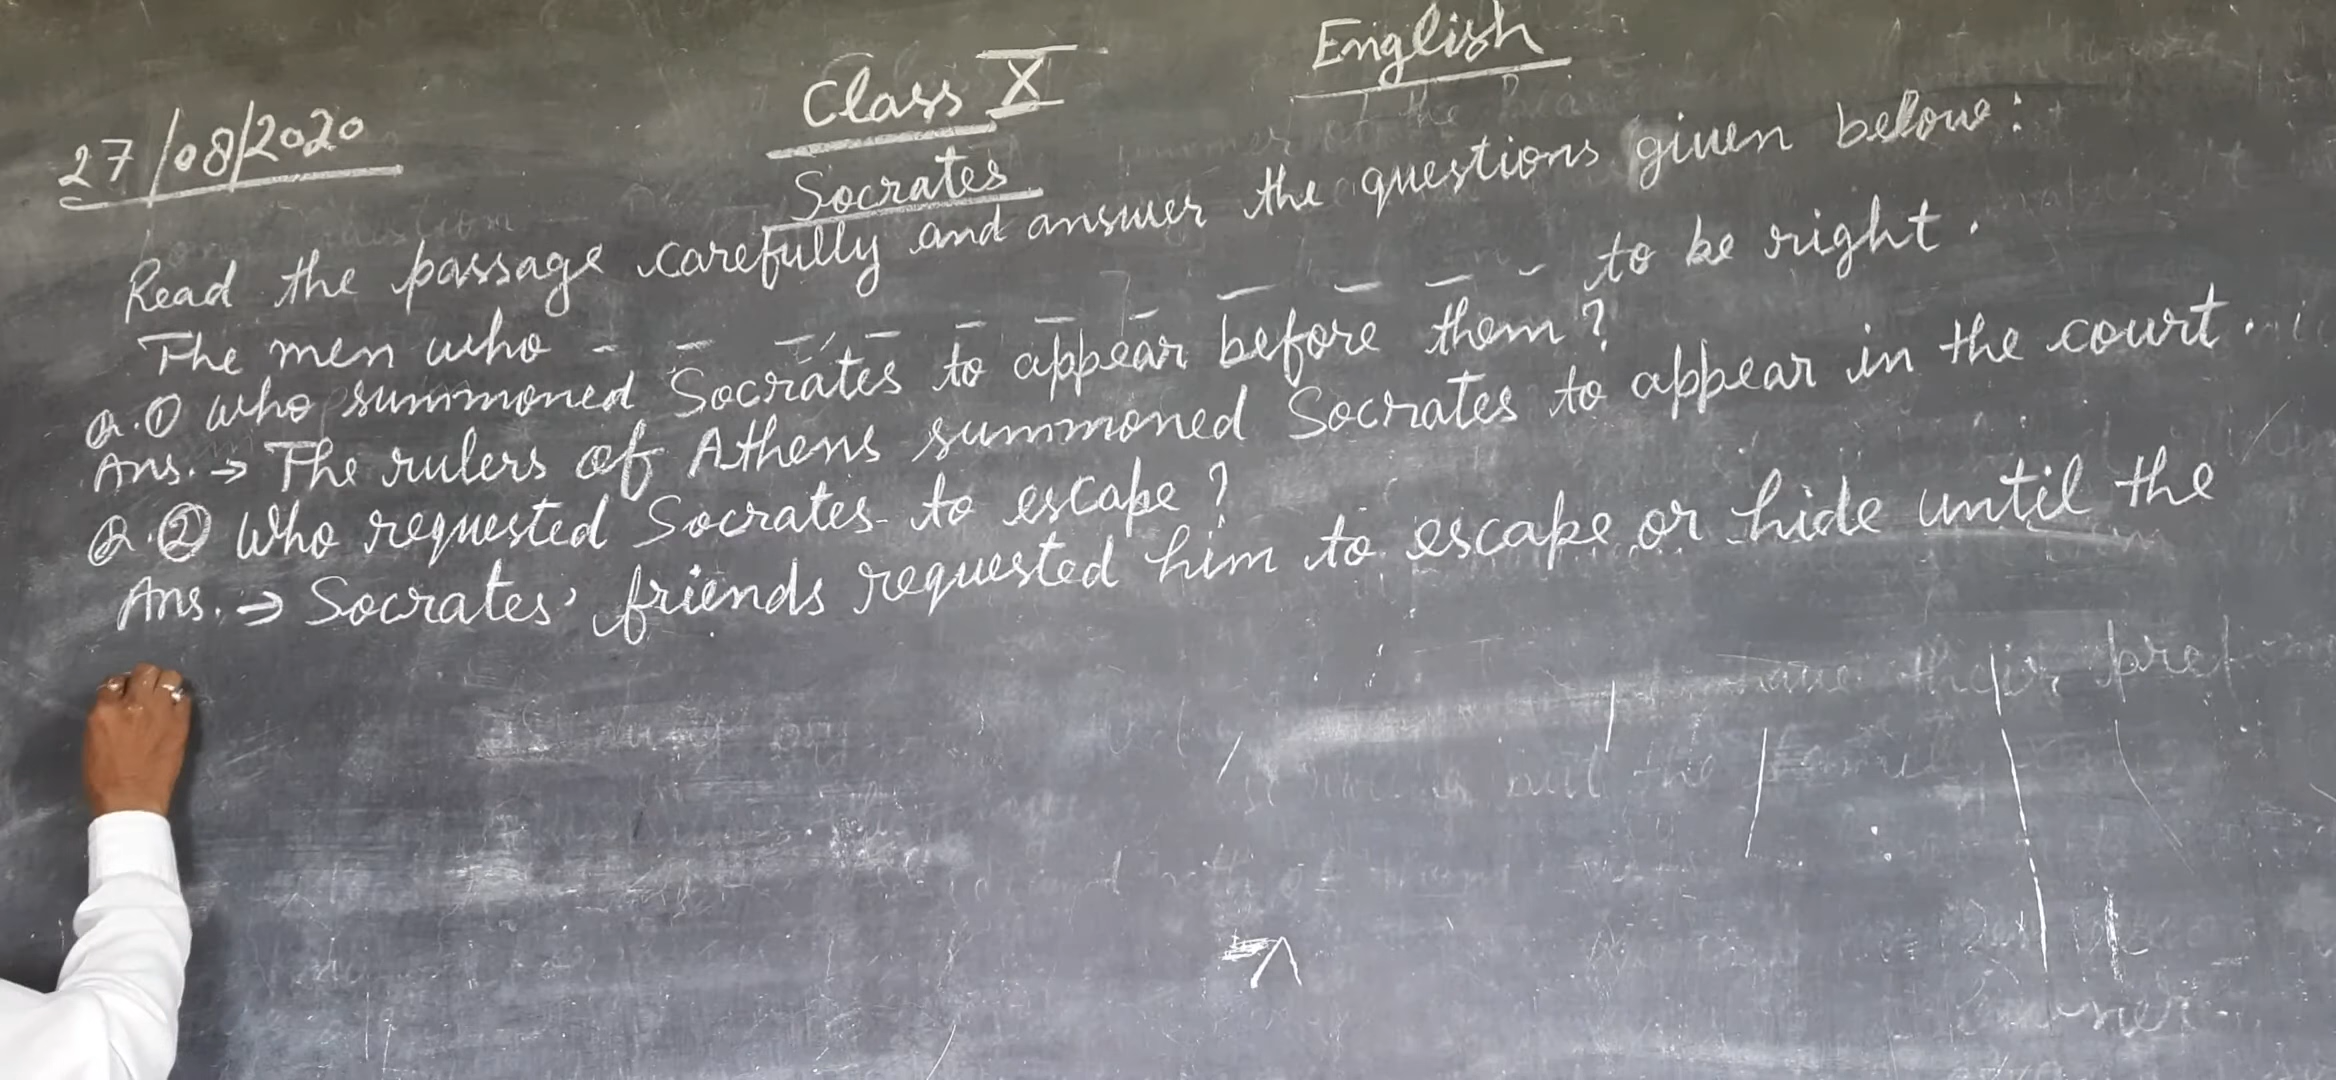 27/08/2020
Class X
English
Socrates
Read the passage carefully and answer the questions given below:
The men who - - - - - - - - - - - to be right.
Q.① Who summoned Socrates to appear before them?
Ans. → The rulers of Athens summoned Socrates to appear in the court.
Q.② Who requested Socrates to escape?
Ans. → Socrates' friends requested him to escape or hide until the